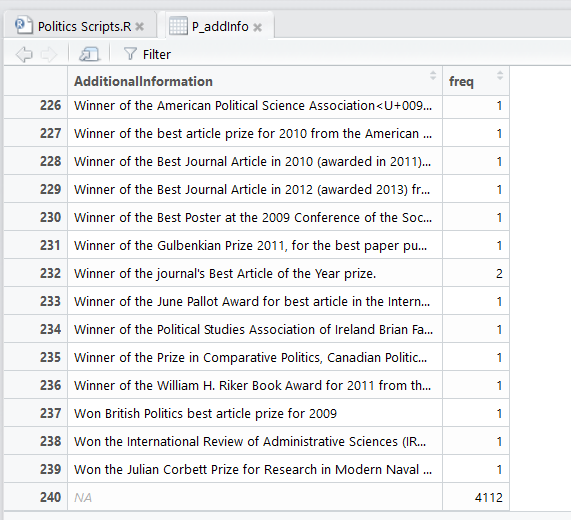 Politics Scripts.R
P_addInfo
Filter
AdditionalInformation freq
226 Winner of the American Political Science Association<U+009... 1
227 Winner of the best article prize for 2010 from the American ... 1
228 Winner of the Best Journal Article in 2010 (awarded in 2011)... 1
229 Winner of the Best Journal Article in 2012 (awarded 2013) fr... 1
230 Winner of the Best Poster at the 2009 Conference of the Soc... 1
231 Winner of the Gulbenkian Prize 2011, for the best paper pu... 1
232 Winner of the journal's Best Article of the Year prize. 2
233 Winner of the June Pallot Award for best article in the Intern... 1
234 Winner of the Political Studies Association of Ireland Brian Fa... 1
235 Winner of the Prize in Comparative Politics, Canadian Politic... 1
236 Winner of the William H. Riker Book Award for 2011 from th... 1
237 Won British Politics best article prize for 2009 1
238 Won the International Review of Administrative Sciences (IR... 1
239 Won the Julian Corbett Prize for Research in Modern Naval ... 1
240 NA 4112